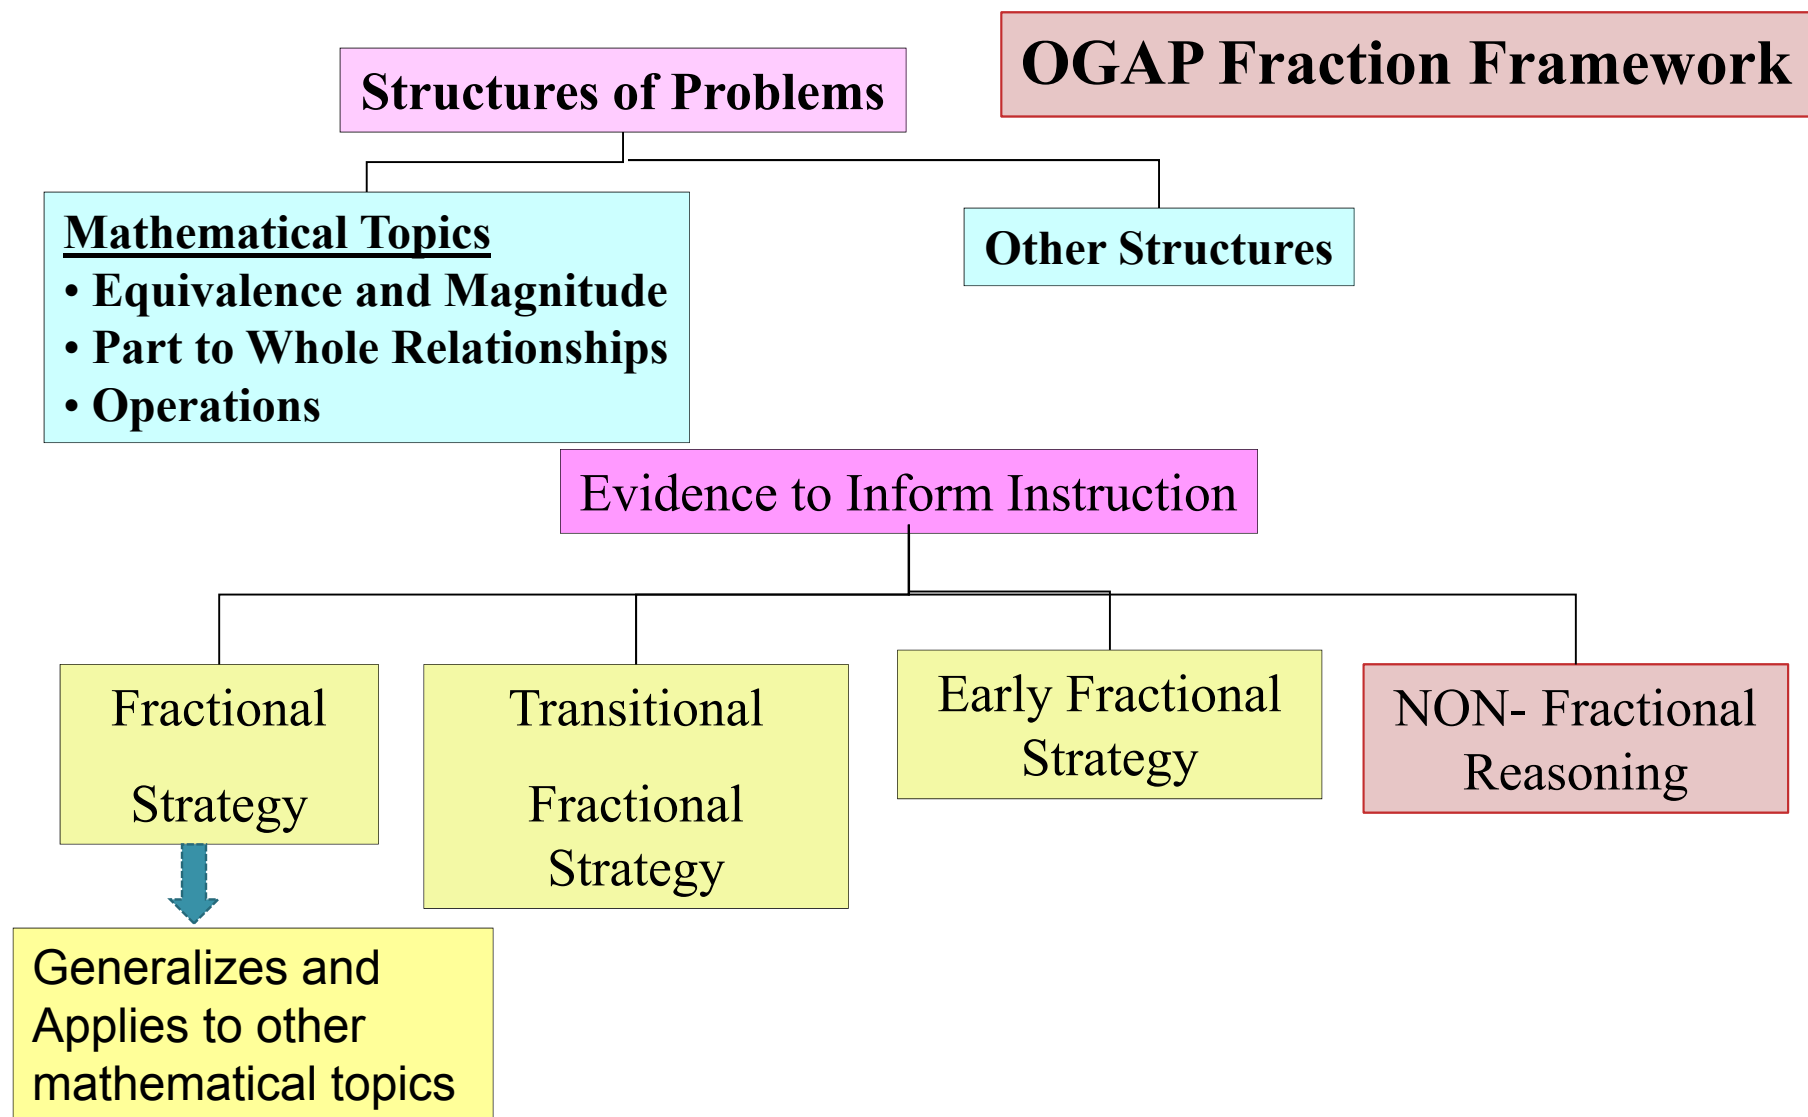 OGAP Fraction Framework
Structures of Problems
Mathematical Topics
• Equivalence and Magnitude
• Part to Whole Relationships
• Operations
Other Structures
Evidence to Inform Instruction
Fractional
Strategy
Transitional
Fractional
Strategy
Early Fractional
Strategy
NON- Fractional
Reasoning
Generalizes and
Applies to other
mathematical topics